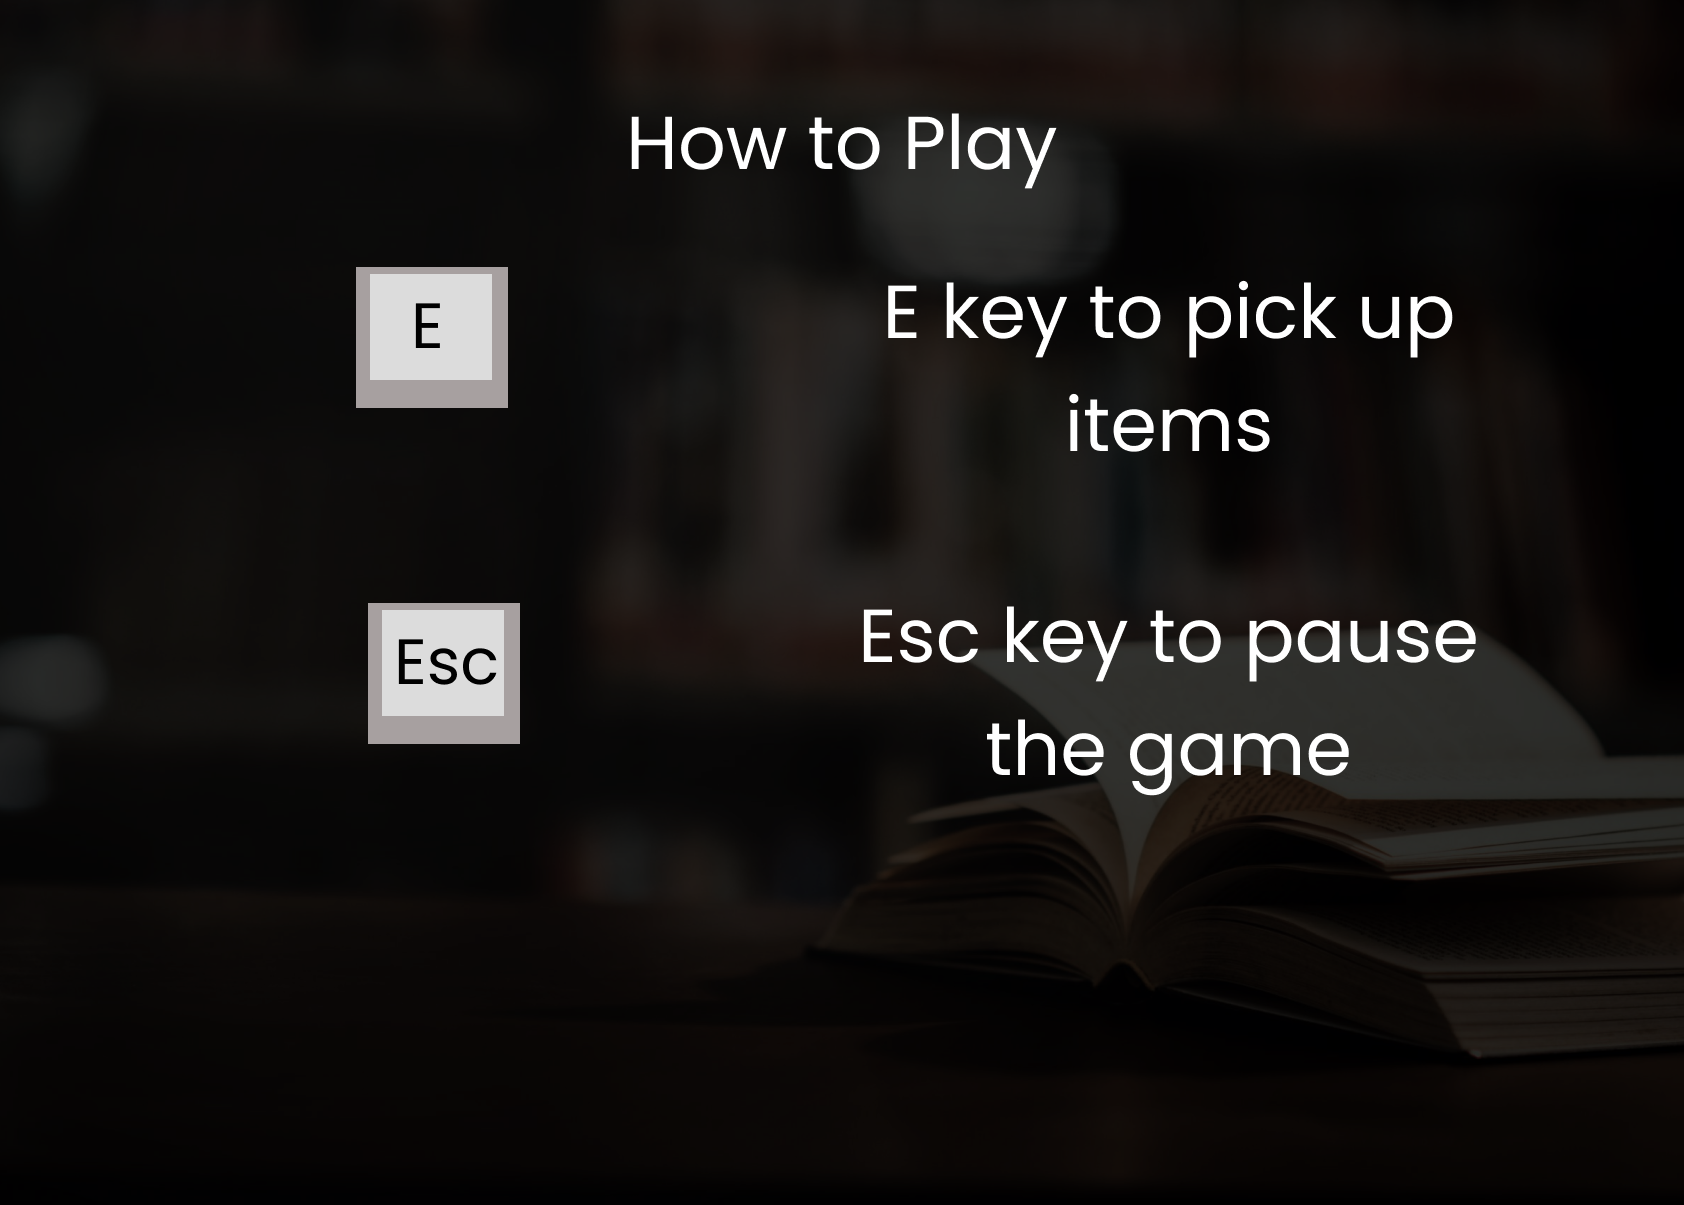 How to Play
E
E key to pick up
items
Esc
Esc key to pause
the game